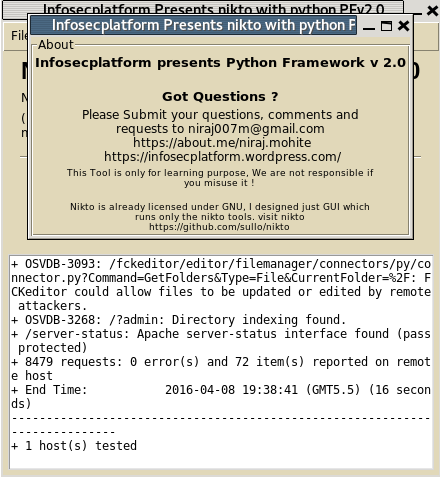 Infosecplatform Presents nikto with python PFv2.0
Infosecplatform Presents nikto with python P
File
About
Infosecplatform presents Python Framework v 2.0
0
Got Questions ?
Please Submit your questions, comments and
requests to niraj007m@gmail.com
https://about.me/niraj.mohite
https://infosecplatform.wordpress.com/
This Tool is only for learning purpose, We are not responsible if
you misuse it !
Nikto is already licensed under GNU, I designed just GUI which
runs only the nikto tools. visit nikto
https://github.com/sullo/nikto
+ OSVDB-3093: /fckeditor/editor/filemanager/connectors/py/co
nnector.py?Command=GetFolders&Type=File&CurrentFolder=%2F: F
CKeditor could allow files to be updated or edited by remote
attackers.
+ OSVDB-3268: /?admin: Directory indexing found.
+ /server-status: Apache server-status interface found (pass
protected)
+ 8479 requests: 0 error(s) and 72 item(s) reported on remot
e host
+ End Time: 2016-04-08 19:38:41 (GMT5.5) (16 secon
ds)
---------------------------------------------------------------------------
+ 1 host(s) tested